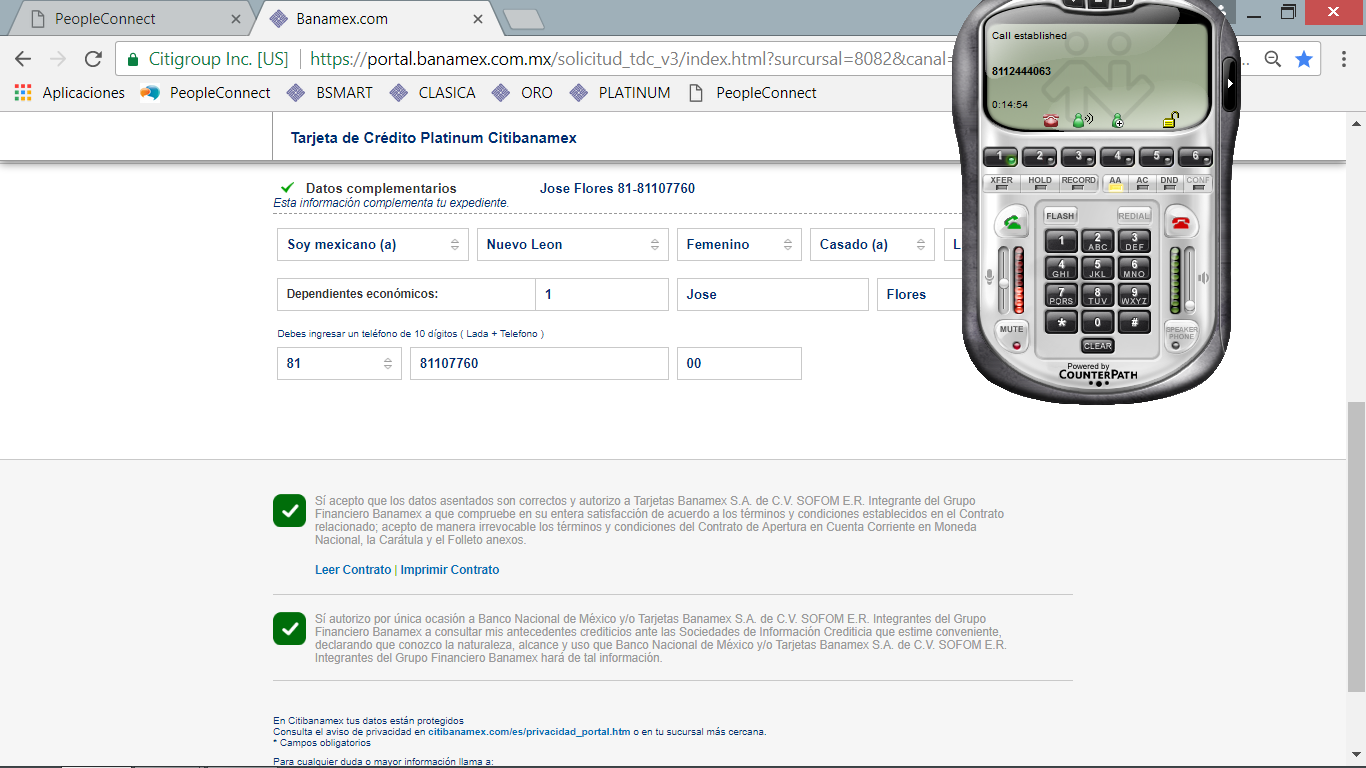 PeopleConnect
Banamex.com
Citigroup Inc. [US]
https://portal.banamex.com.mx/solicitud_tdc_v3/index.html?surcursal=8082&canal=
Aplicaciones
PeopleConnect
BSMART
CLASICA
ORO
PLATINUM
PeopleConnect
Tarjeta de Crédito Platinum Citibanamex
Datos complementarios
Jose Flores 81-81107760
Esta información complementa tu expediente.
Soy mexicano (a)
Nuevo Leon
Femenino
Casado (a)
Dependientes económicos:
1
Jose
Flores
Debes ingresar un teléfono de 10 dígitos ( Lada + Telefono )
81
81107760
00
Call established
8112444063
0:14:54
1 2 3 4 5 6
XFER HOLD RECORD AA AC DND CONF
FLASH REDIAL
1 2 ABC 3 DEF
4 GHI 5 JKL 6 MNO
7 PQRS 8 TUV 9 WXYZ
* 0 #
MUTE
SPEAKER PHONE
CLEAR
Powered by
COUNTERPATH
Sí acepto que los datos asentados son correctos y autorizo a Tarjetas Banamex S.A. de C.V. SOFOM E.R. Integrante del Grupo
Financiero Banamex a que compruebe en su entera satisfacción de acuerdo a los términos y condiciones establecidos en el Contrato
relacionado; acepto de manera irrevocable los términos y condiciones del Contrato de Apertura en Cuenta Corriente en Moneda
Nacional, la Carátula y el Folleto anexos.
Leer Contrato | Imprimir Contrato
Sí autorizo por única ocasión a Banco Nacional de México y/o Tarjetas Banamex S.A. de C.V. SOFOM E.R. Integrantes del Grupo
Financiero Banamex a consultar mis antecedentes crediticios ante las Sociedades de Información Crediticia que estime conveniente,
declarando que conozco la naturaleza, alcance y uso que Banco Nacional de México y/o Tarjetas Banamex S.A. de C.V. SOFOM E.R.
Integrantes del Grupo Financiero Banamex hará de tal información.
En Citibanamex tus datos están protegidos
Consulta el aviso de privacidad en citibanamex.com/es/privacidad_portal.htm o en tu sucursal más cercana.
* Campos obligatorios
Para cualquier duda o mayor información llama a: